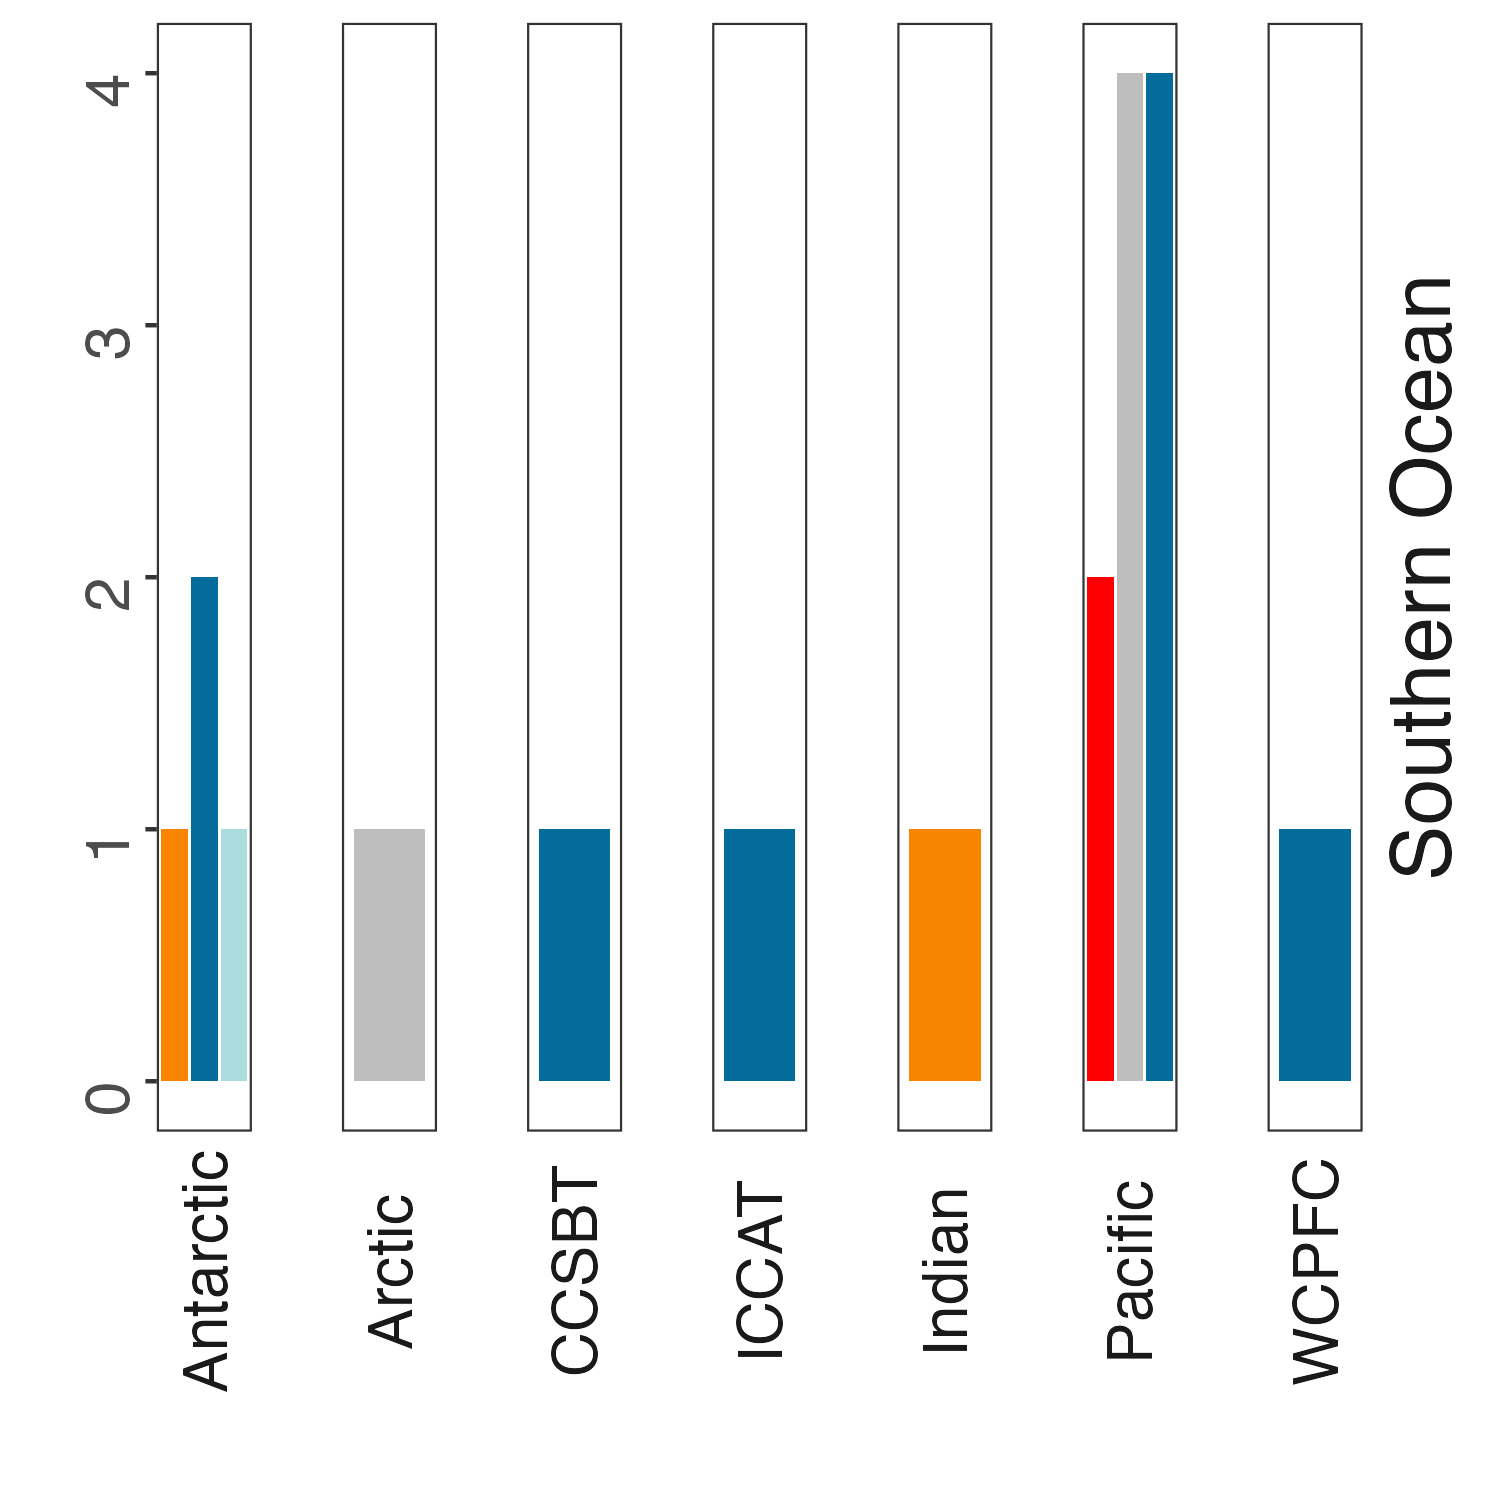 4
3
2
1
0
Antarctic
Arctic
CCSBT
ICCAT
Indian
Pacific
WCPFC
Southern Ocean